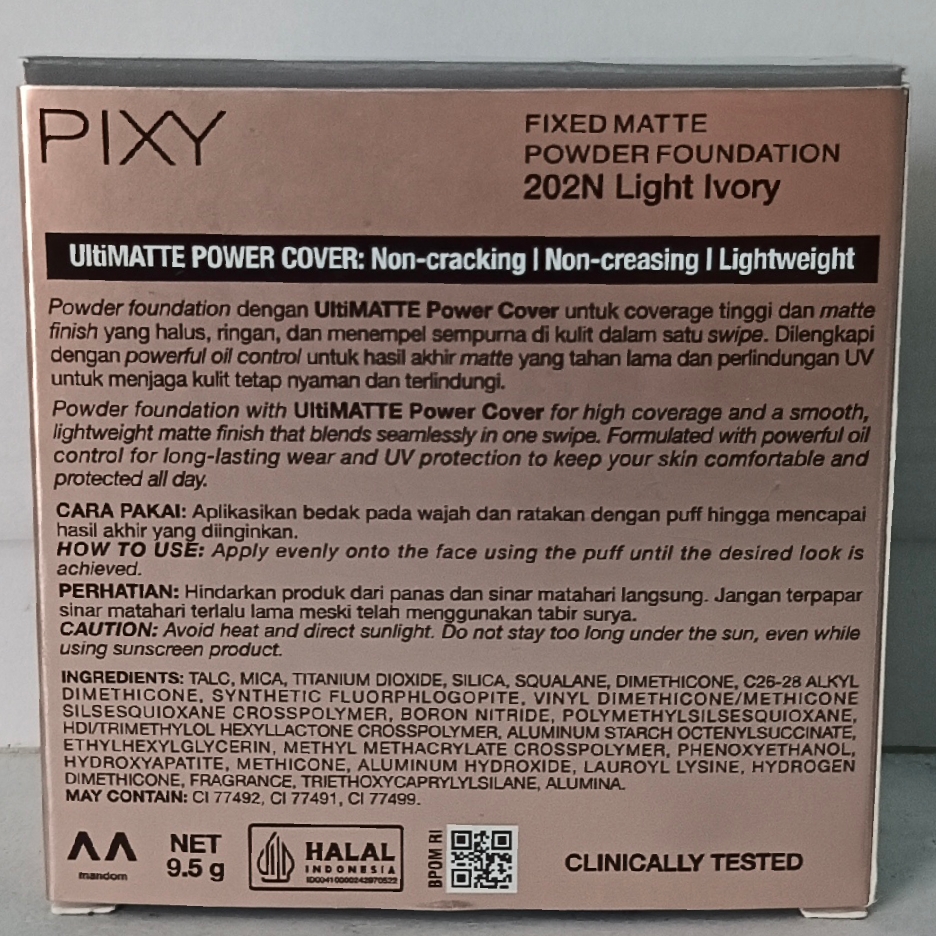 PIXY
FIXED MATTE
POWDER FOUNDATION
202N Light Ivory
UltiMATTE POWER COVER: Non-cracking | Non-creasing | Lightweight
Powder foundation dengan UltiMATTE Power Cover untuk coverage tinggi dan matte
finish yang halus, ringan, dan menempel sempurna di kulit dalam satu swipe. Dilengkapi
dengan powerful oil control untuk hasil akhir matte yang tahan lama dan perlindungan UV
untuk menjaga kulit tetap nyaman dan terlindungi.
Powder foundation with UltiMATTE Power Cover for high coverage and a smooth,
lightweight matte finish that blends seamlessly in one swipe. Formulated with powerful oil
control for long-lasting wear and UV protection to keep your skin comfortable and
protected all day.
CARA PAKAI: Aplikasikan bedak pada wajah dan ratakan dengan puff hingga mencapai
hasil akhir yang diinginkan.
HOW TO USE: Apply evenly onto the face using the puff until the desired look is
achieved.
PERHATIAN: Hindarkan produk dari panas dan sinar matahari langsung. Jangan terpapar
sinar matahari terlalu lama meski telah menggunakan tabir surya.
CAUTION: Avoid heat and direct sunlight. Do not stay too long under the sun, even while
using sunscreen product.
INGREDIENTS: TALC, MICA, TITANIUM DIOXIDE, SILICA, SQUALANE, DIMETHICONE, C26-28 ALKYL
DIMETHICONE, SYNTHETIC FLUORPHLOGOPITE, VINYL DIMETHICONE/METHICONE
SILSESQUIOXANE CROSSPOLYMER, BORON NITRIDE, POLYMETHYLSILSESQUIOXANE,
HDI/TRIMETHYLOL HEXYLLACTONE CROSSPOLYMER, ALUMINUM STARCH OCTENYLSUCCINATE,
ETHYLHEXYLGLYCERIN, METHYL METHACRYLATE CROSSPOLYMER, PHENOXYETHANOL,
HYDROXYAPATITE, METHICONE, ALUMINUM HYDROXIDE, LAUROYL LYSINE, HYDROGEN
DIMETHICONE, FRAGRANCE, TRIETHOXYCAPRYLYLSILANE, ALUMINA.
MAY CONTAIN: CI 77492, CI 77491, CI 77499.
mandom
NET
9.5 g
HALAL
INDONESIA
ID00410000242970522
BPOM RI
CLINICALLY TESTED